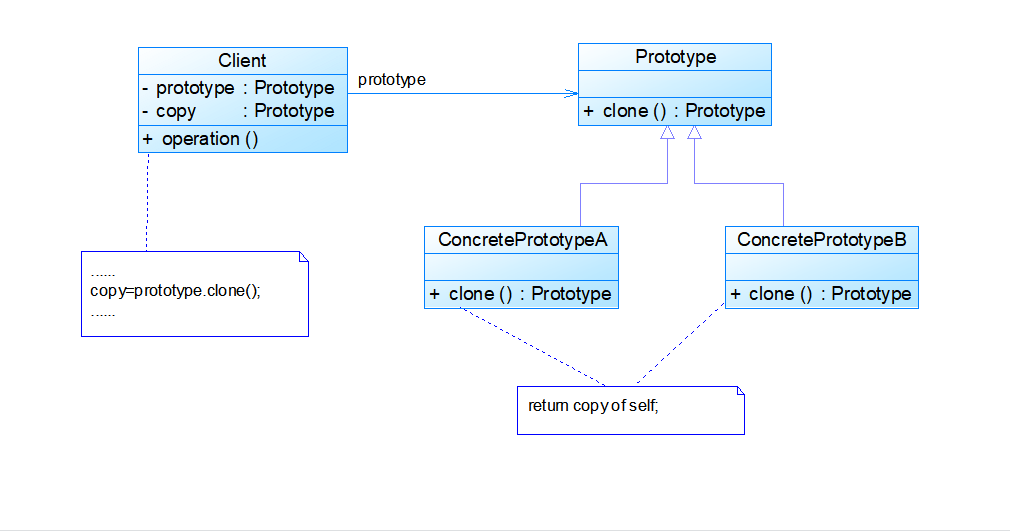 Client
- prototype : Prototype
- copy : Prototype
+ operation ()
prototype
Prototype
+ clone () : Prototype
ConcretePrototypeA
+ clone () : Prototype
ConcretePrototypeB
+ clone () : Prototype
......
copy=prototype.clone();
......
return copy of self;